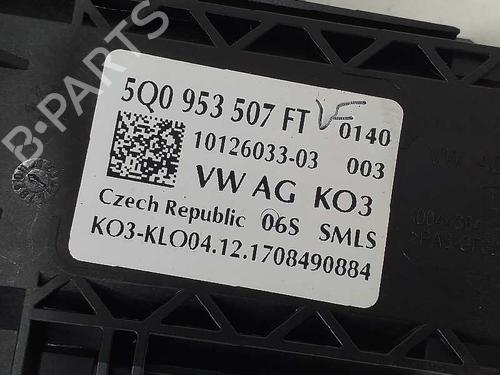 5Q0 953 507 FT 0140
10126033-03 003
VW AG KO3
Czech Republic 06S SMLS
KO3-KLO04.12.1708490884
B-PARTS